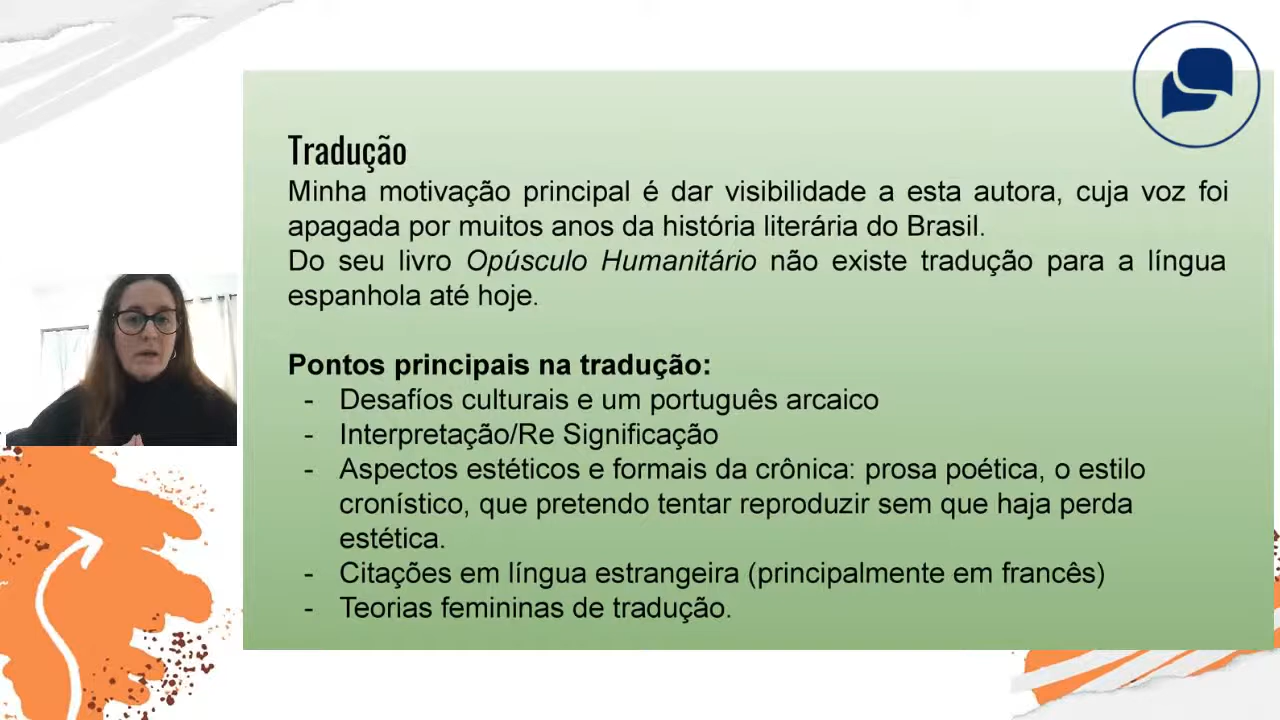 Tradução
Minha motivação principal é dar visibilidade a esta autora, cuja voz foi
apagada por muitos anos da história literária do Brasil.
Do seu livro Opúsculo Humanitário não existe tradução para a língua
espanhola até hoje.
Pontos principais na tradução:
- Desafíos culturais e um português arcaico
- Interpretação/Re Significação
- Aspectos estéticos e formais da crônica: prosa poética, o estilo
cronístico, que pretendo tentar reproduzir sem que haja perda
estética.
- Citações em língua estrangeira (principalmente em francês)
- Teorias femininas de tradução.